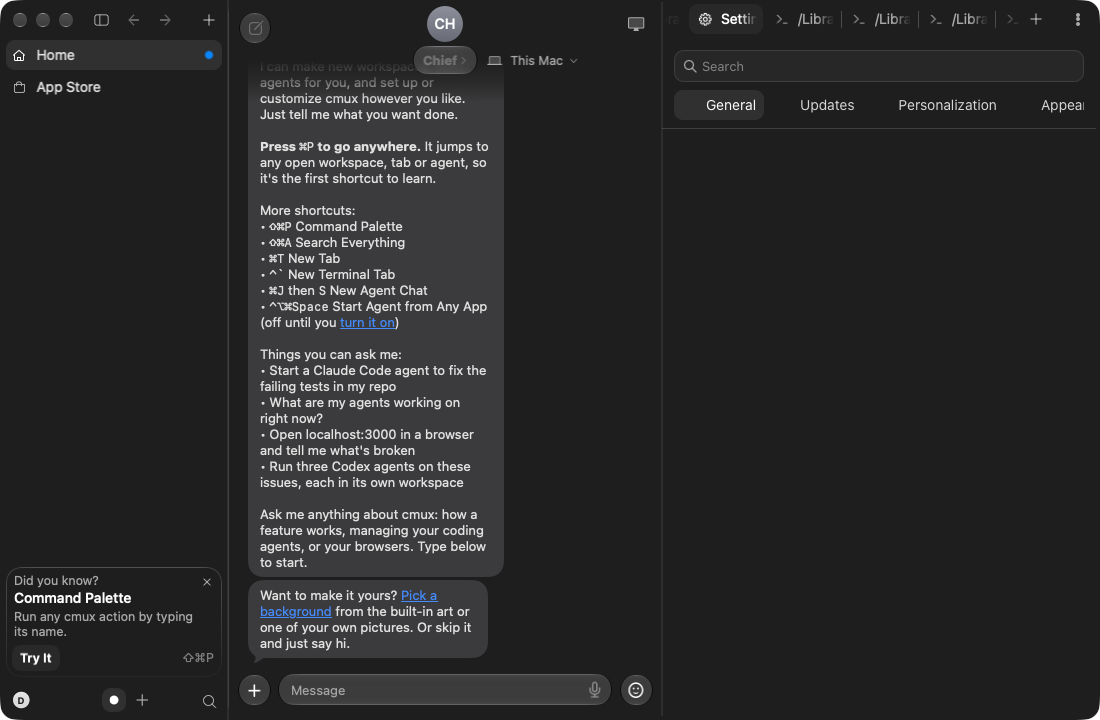 Home
App Store
Did you know?
Command Palette
Run any cmux action by typing
its name.
Try It
⇧⌘P
D
CH
Chief
This Mac
I can make new workspac
agents for you, and set up or
customize cmux however you like.
Just tell me what you want done.
Press ⌘P to go anywhere. It jumps to
any open workspace, tab or agent, so
it's the first shortcut to learn.
More shortcuts:
• ⇧⌘P Command Palette
• ⇧⌘A Search Everything
• ⌘T New Tab
• ^` New Terminal Tab
• ⌘J then S New Agent Chat
• ^⌥⌘Space Start Agent from Any App
(off until you turn it on)
Things you can ask me:
• Start a Claude Code agent to fix the
failing tests in my repo
• What are my agents working on
right now?
• Open localhost:3000 in a browser
and tell me what's broken
• Run three Codex agents on these
issues, each in its own workspace
Ask me anything about cmux: how a
feature works, managing your coding
agents, or your browsers. Type below
to start.
Want to make it yours? Pick a
background from the built-in art or
one of your own pictures. Or skip it
and just say hi.
Message
Settin
/Libra
/Libra
/Libra
Search
General
Updates
Personalization
Appear